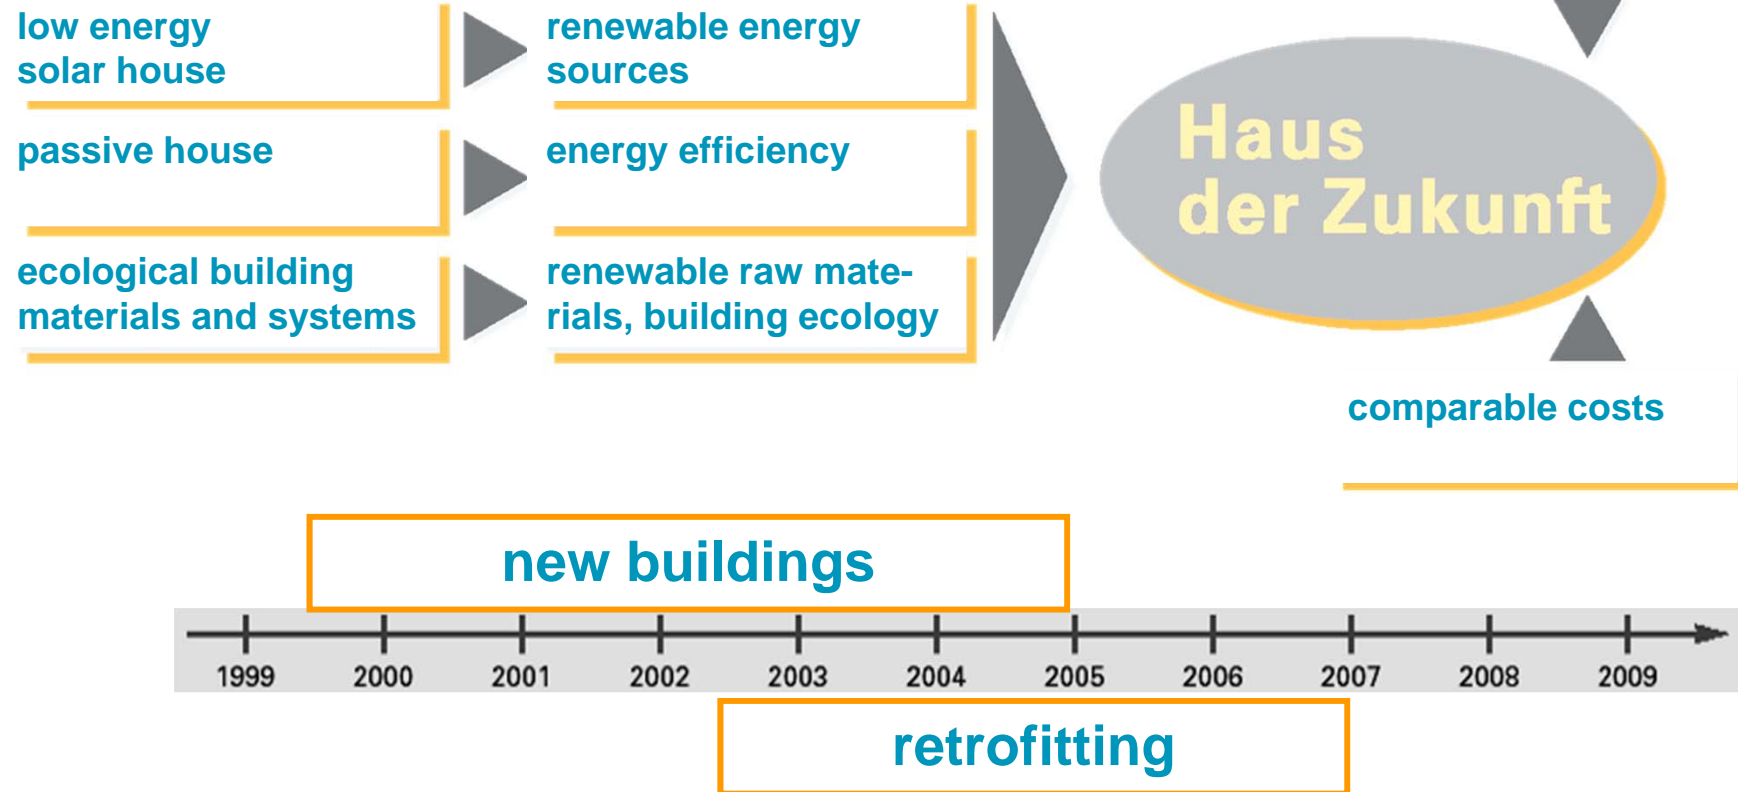 low energy
solar house
renewable energy
sources
passive house
energy efficiency
ecological building
materials and systems
renewable raw mate-
rials, building ecology
Haus
der Zukunft
comparable costs
new buildings
1999 2000 2001 2002 2003 2004 2005 2006 2007 2008 2009
retrofitting